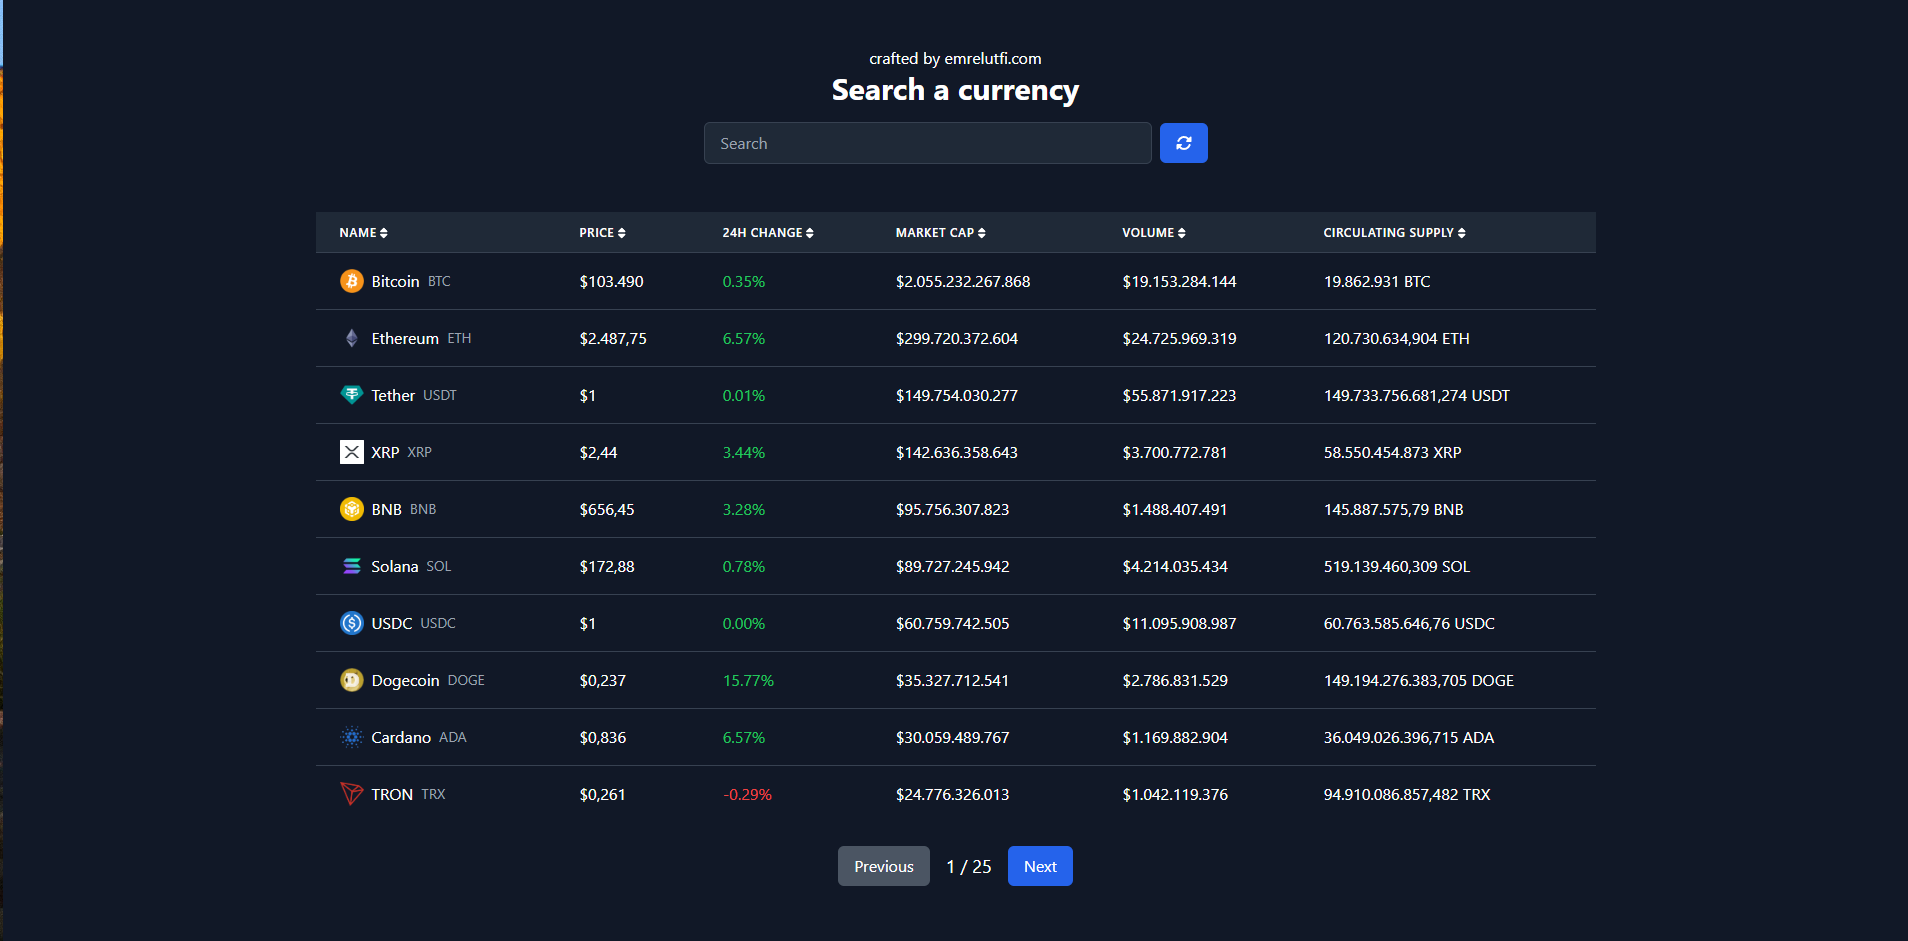 crafted by emrelutfi.com
Search a currency
Search
NAME PRICE 24H CHANGE MARKET CAP VOLUME CIRCULATING SUPPLY
Bitcoin BTC $103.490 0.35% $2.055.232.267.868 $19.153.284.144 19.862.931 BTC
Ethereum ETH $2.487,75 6.57% $299.720.372.604 $24.725.969.319 120.730.634,904 ETH
Tether USDT $1 0.01% $149.754.030.277 $55.871.917.223 149.733.756.681,274 USDT
XRP XRP $2,44 3.44% $142.636.358.643 $3.700.772.781 58.550.454.873 XRP
BNB BNB $656,45 3.28% $95.756.307.823 $1.488.407.491 145.887.575,79 BNB
Solana SOL $172,88 0.78% $89.727.245.942 $4.214.035.434 519.139.460,309 SOL
USDC USDC $1 0.00% $60.759.742.505 $11.095.908.987 60.763.585.646,76 USDC
Dogecoin DOGE $0,237 15.77% $35.327.712.541 $2.786.831.529 149.194.276.383,705 DOGE
Cardano ADA $0,836 6.57% $30.059.489.767 $1.169.882.904 36.049.026.396,715 ADA
TRON TRX $0,261 -0.29% $24.776.326.013 $1.042.119.376 94.910.086.857,482 TRX
Previous 1 / 25 Next